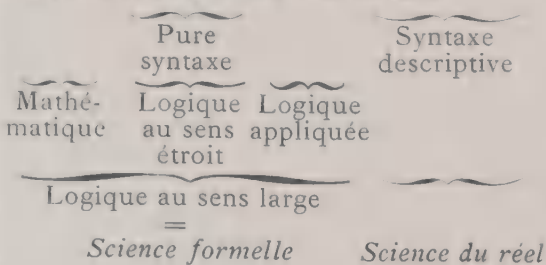 Pure Syntaxe
syntaxe descriptive
Mathé- Logique Logique
matique au sens appliquée
étroit
Logique au sens large
=
Science formelle Science du réel